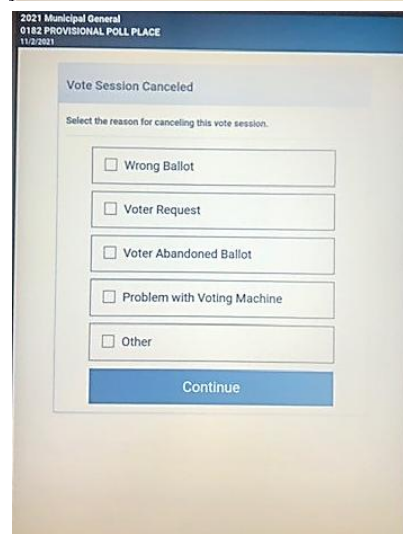 2021 Municipal General
0182 PROVISIONAL POLL PLACE
11/2/2021
Vote Session Canceled
Select the reason for canceling this vote session.
Wrong Ballot
Voter Request
Voter Abandoned Ballot
Problem with Voting Machine
Other
Continue